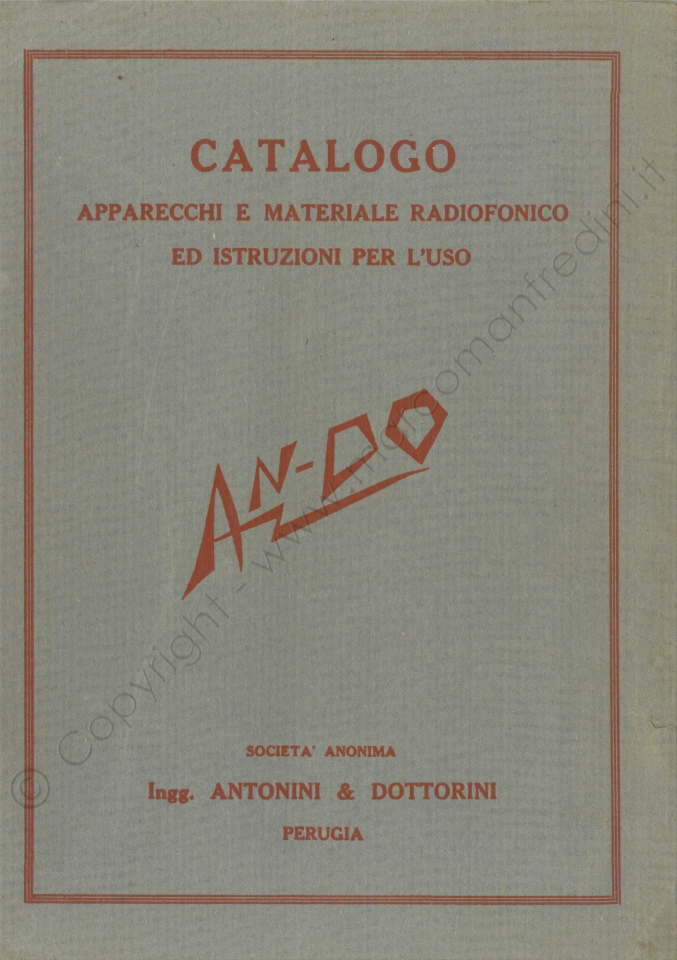 CATALOGO
APPARECCHI E MATERIALE RADIOFONICO
ED ISTRUZIONI PER L'USO
AN-DO
SOCIETA' ANONIMA
Ingg. ANTONINI & DOTTORINI
PERUGIA
© Copyright - www.marcomanfredini.it